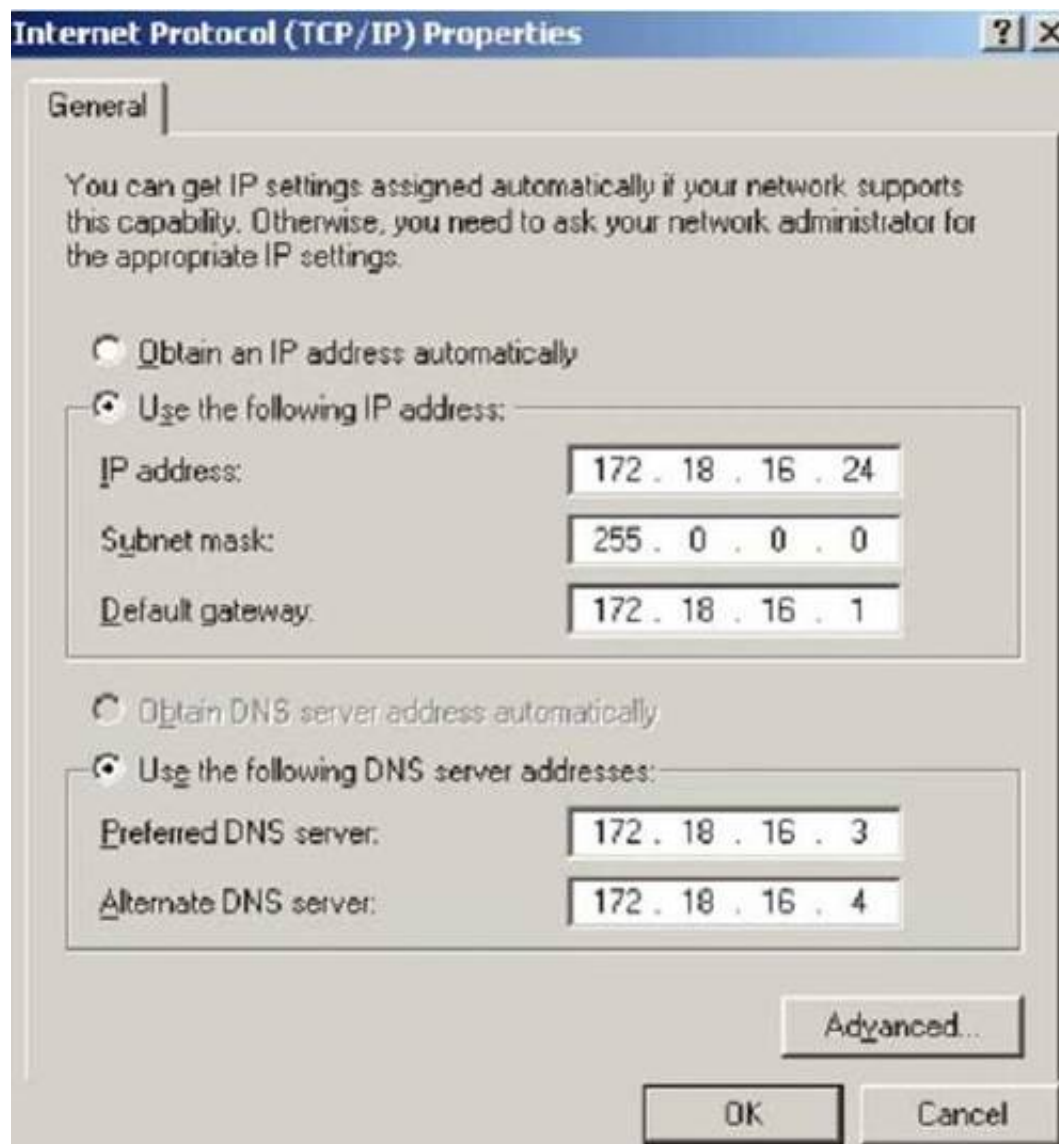 Internet Protocol (TCP/IP) Properties
General
You can get IP settings assigned automatically if your network supports
this capability. Otherwise, you need to ask your network administrator for
the appropriate IP settings.
Obtain an IP address automatically
Use the following IP address:
IP address: 172 . 18 . 16 . 24
Subnet mask: 255 . 0 . 0 . 0
Default gateway: 172 . 18 . 16 . 1
Obtain DNS server address automatically
Use the following DNS server addresses:
Preferred DNS server: 172 . 18 . 16 . 3
Alternate DNS server: 172 . 18 . 16 . 4
Advanced...
OK Cancel